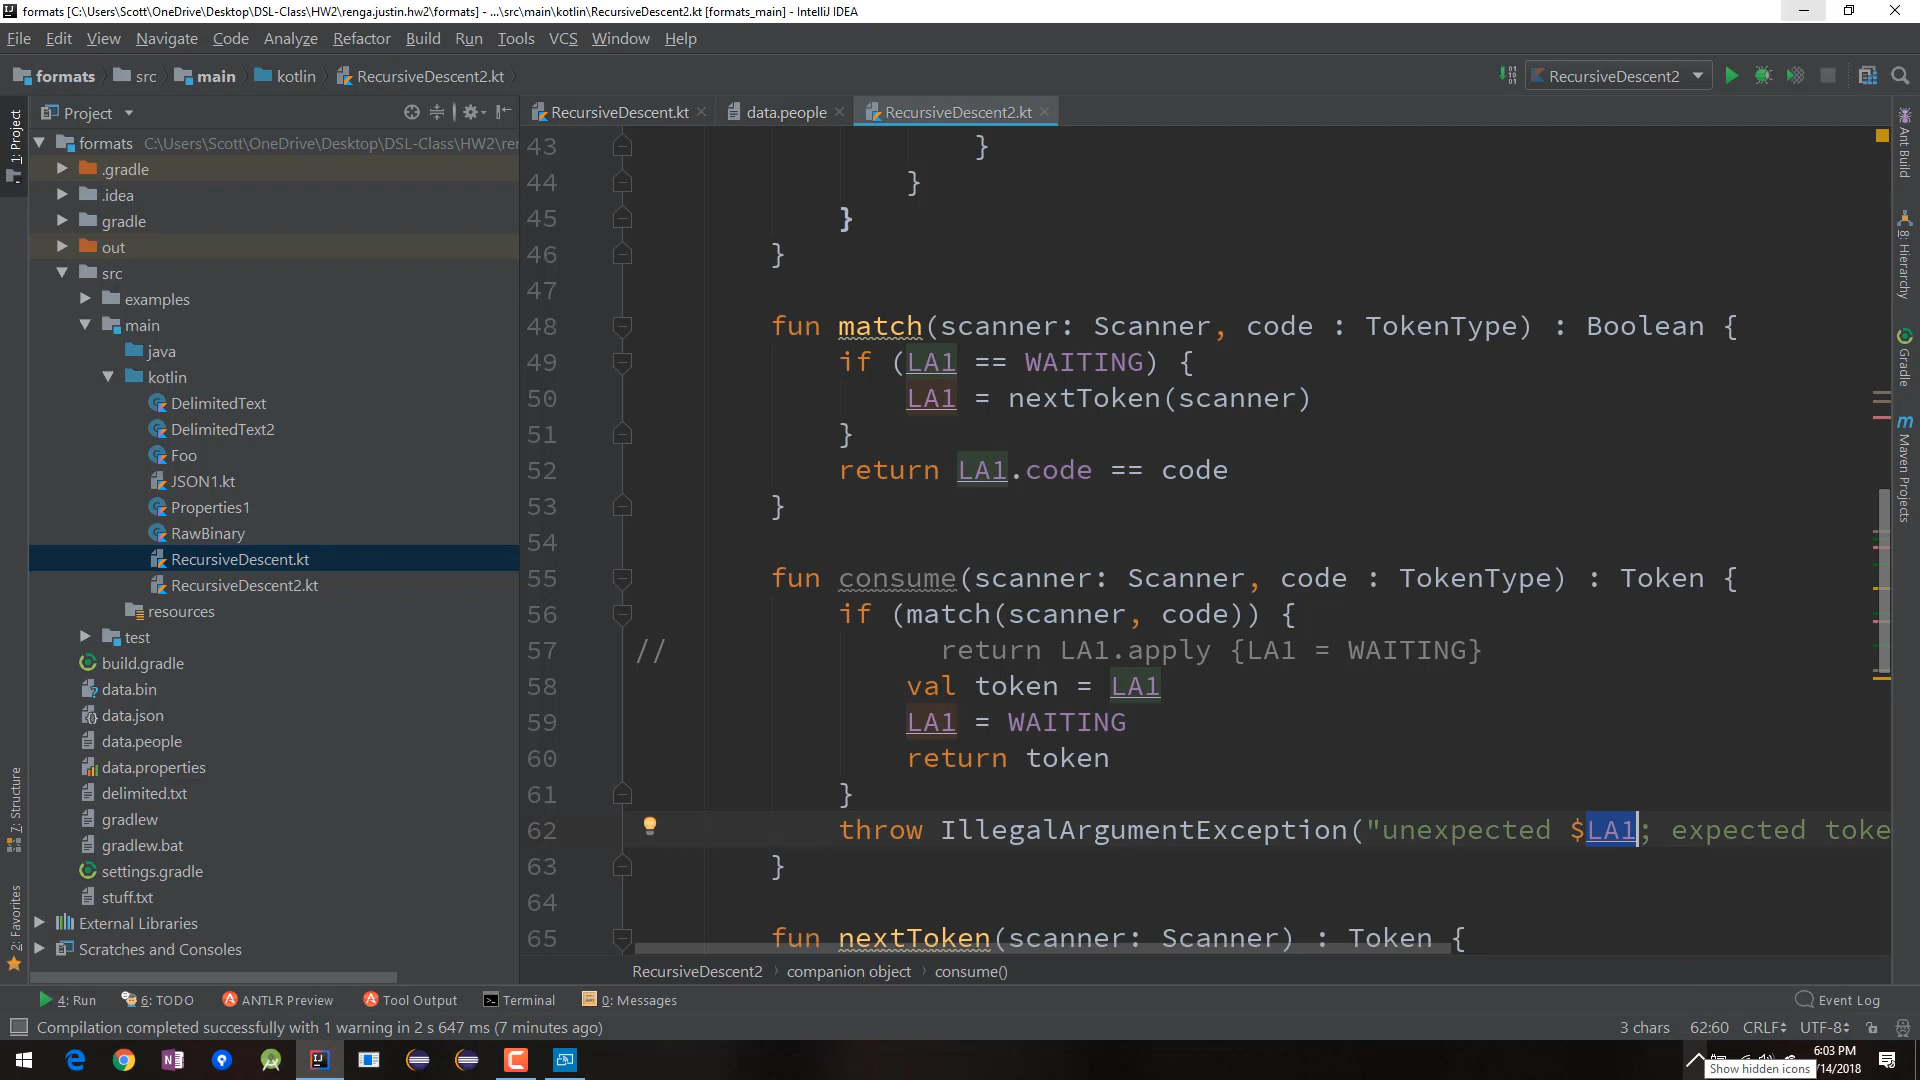 formats [C:\Users\Scott\OneDrive\Desktop\DSL-Class\HW2\renga.justin.hw2\formats] - ...\src\main\kotlin\RecursiveDescent2.kt [formats_main] - IntelliJ IDEA
File Edit View Navigate Code Analyze Refactor Build Run Tools VCS Window Help
formats src main kotlin RecursiveDescent2.kt RecursiveDescent2
Project RecursiveDescent.kt data.people RecursiveDescent2.kt
1: Project
7: Structure
2: Favorites
formats C:\Users\Scott\OneDrive\Desktop\DSL-Class\HW2\rer
.gradle
.idea
gradle
out
src
examples
main
java
kotlin
DelimitedText
DelimitedText2
Foo
JSON1.kt
Properties1
RawBinary
RecursiveDescent.kt
RecursiveDescent2.kt
resources
test
build.gradle
data.bin
data.json
data.people
data.properties
delimited.txt
gradlew
gradlew.bat
settings.gradle
stuff.txt
External Libraries
Scratches and Consoles
43 }
44 }
45 }
46 }
47
48 fun match(scanner: Scanner, code : TokenType) : Boolean {
49 if (LA1 == WAITING) {
50 LA1 = nextToken(scanner)
51 }
52 return LA1.code == code
53 }
54
55 fun consume(scanner: Scanner, code : TokenType) : Token {
56 if (match(scanner, code)) {
57 // return LA1.apply {LA1 = WAITING}
58 val token = LA1
59 LA1 = WAITING
60 return token
61 }
62 throw IllegalArgumentException("unexpected $LA1; expected toke
63 }
64
65 fun nextToken(scanner: Scanner) : Token {
RecursiveDescent2 › companion object › consume()
Ant Build
8: Hierarchy
Gradle
Maven Projects
4: Run 6: TODO ANTLR Preview Tool Output Terminal 0: Messages Event Log
Compilation completed successfully with 1 warning in 2 s 647 ms (7 minutes ago) 3 chars 62:60 CRLF UTF-8
6:03 PM
Show hidden icons /14/2018